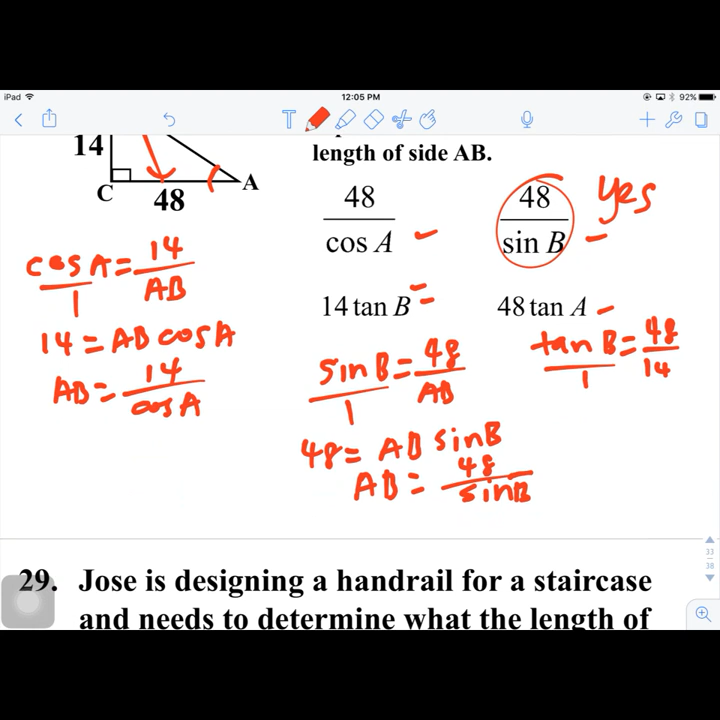 iPad 12:05 PM 92%
T
14
C 48 A
length of side AB.
48 / cos A
48 / sin B yes
14 tan B
48 tan A
cos A / 1 = 14 / AB
14 = AB cos A
AB = 14 / cos A
sin B / 1 = 48 / AB
48 = AB sin B
AB = 48 / sin B
tan B / 1 = 48 / 14
33
38
29. Jose is designing a handrail for a staircase
and needs to determine what the length of